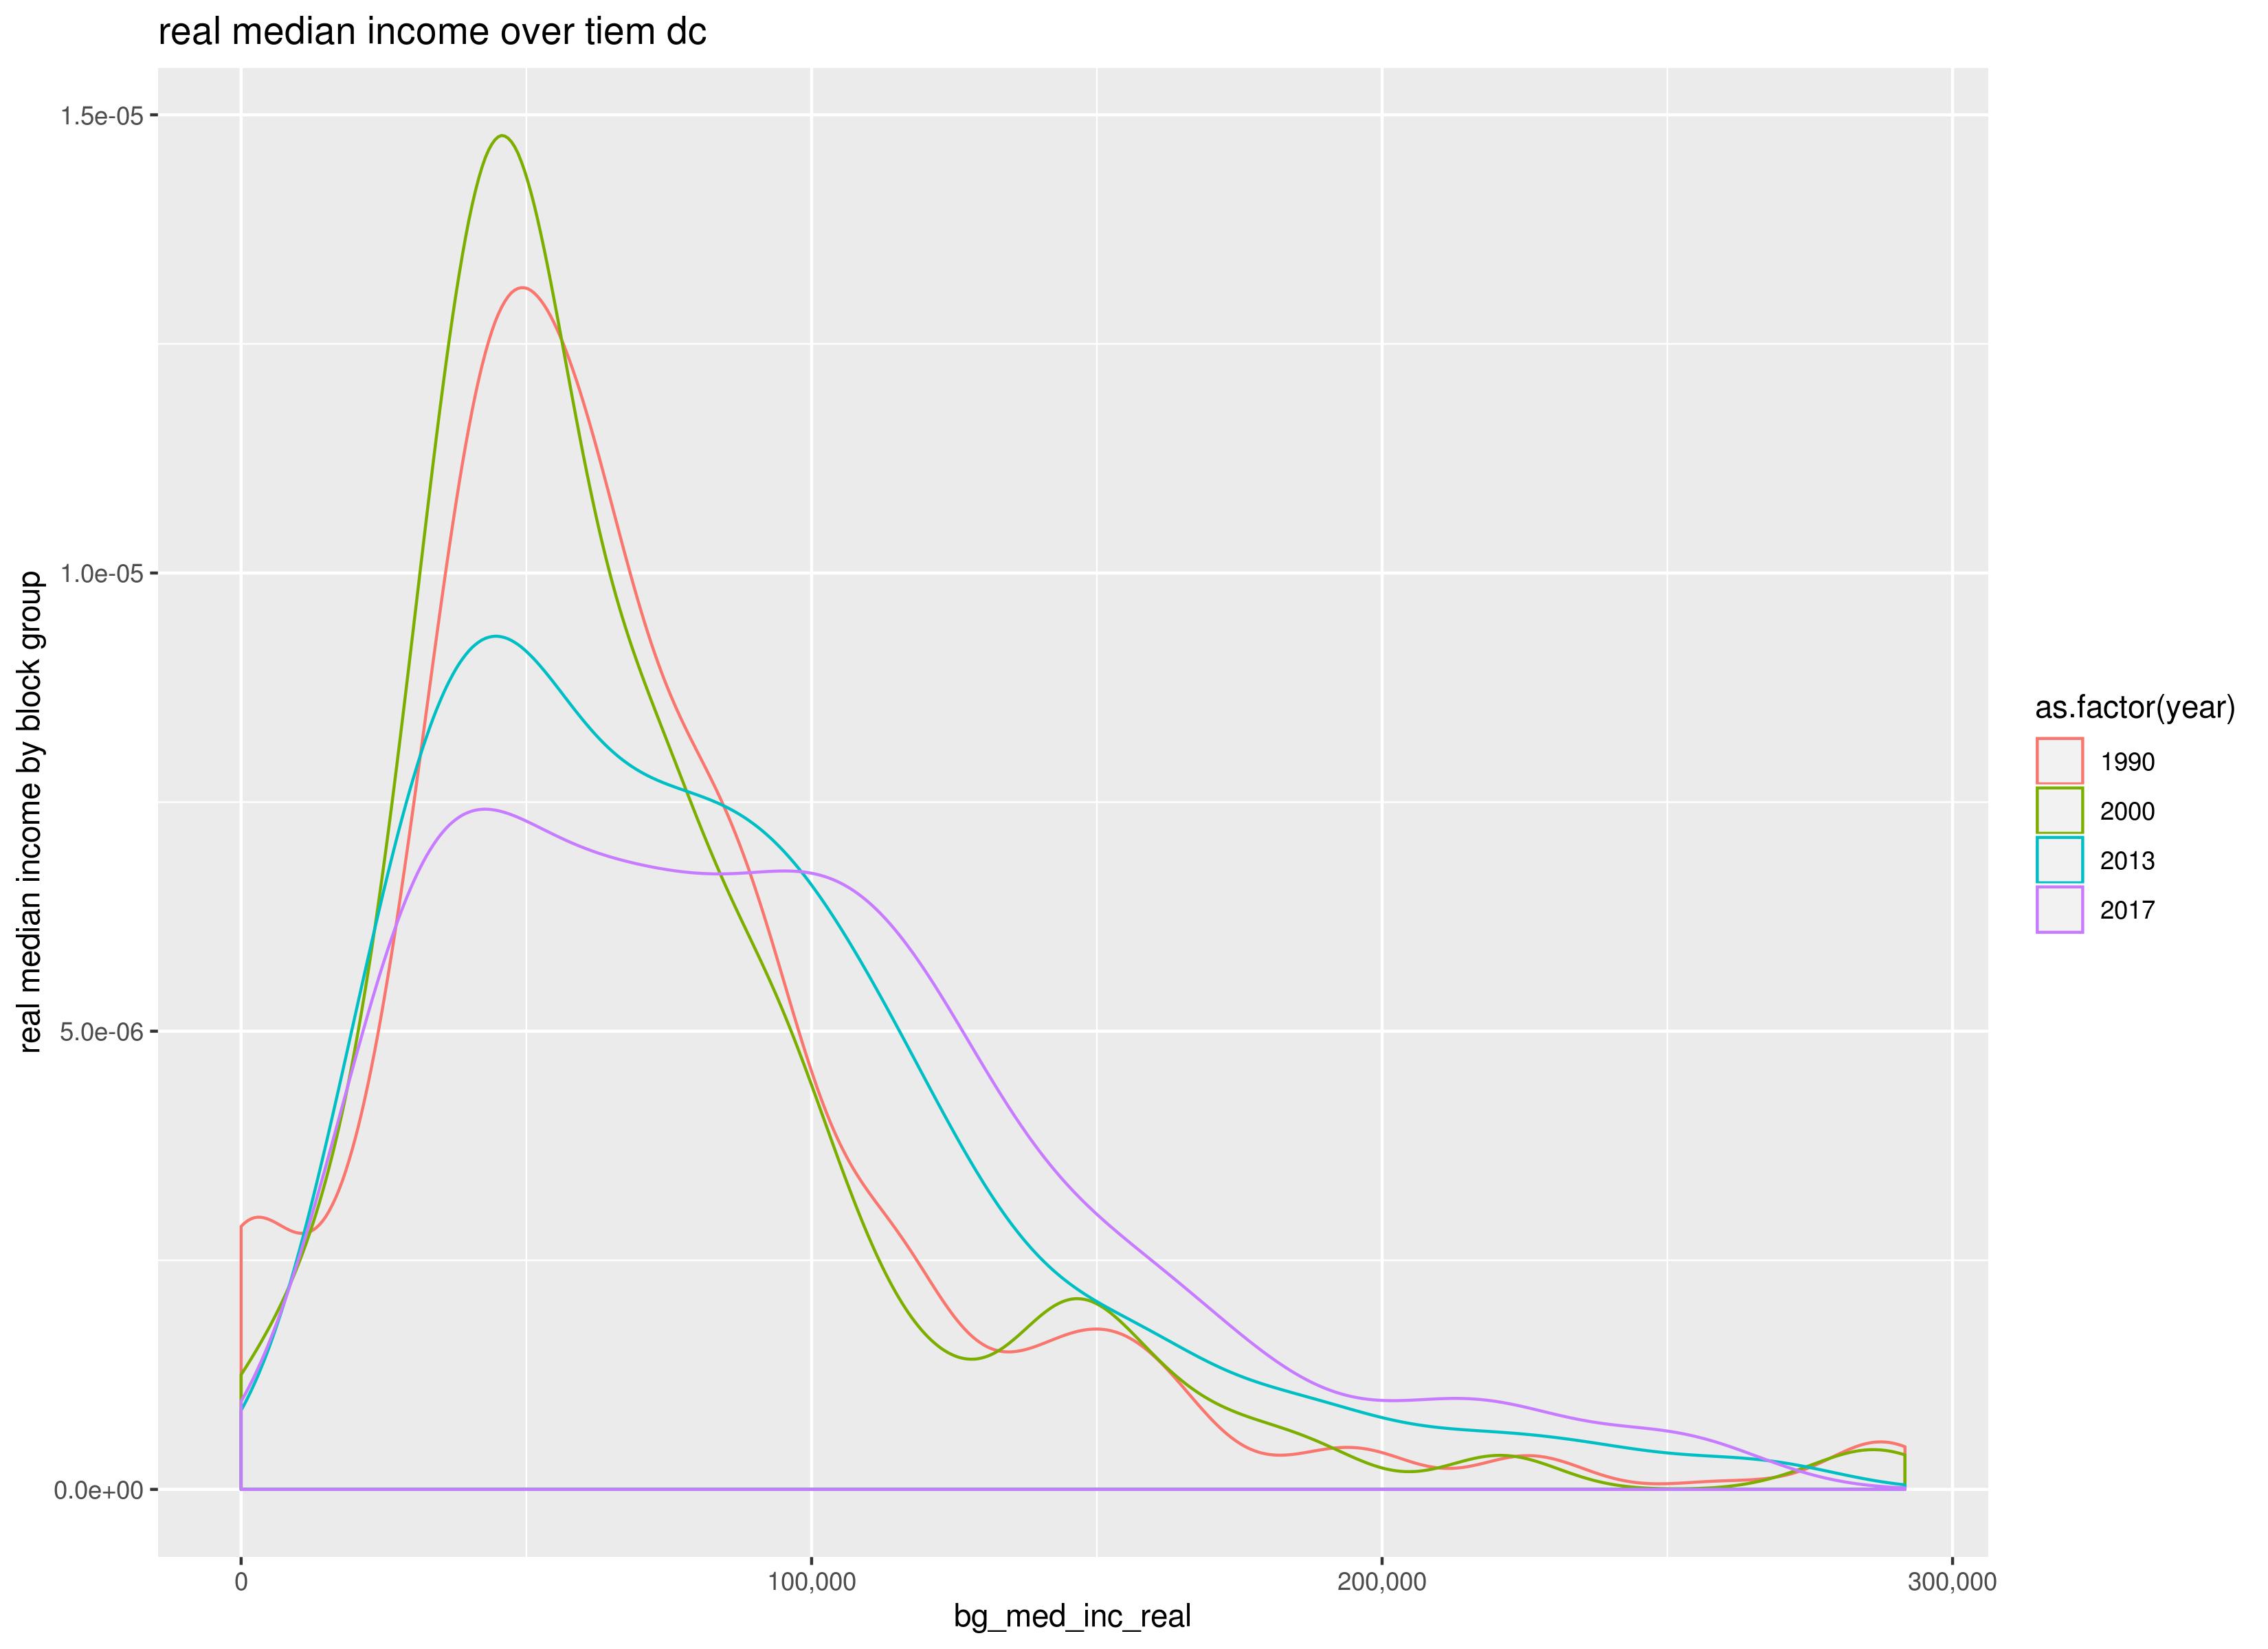 real median income over tiem dc
real median income by block group
1.5e-05
1.0e-05
5.0e-06
0.0e+00
0
100,000
200,000
300,000
bg_med_inc_real
as.factor(year)
1990
2000
2013
2017